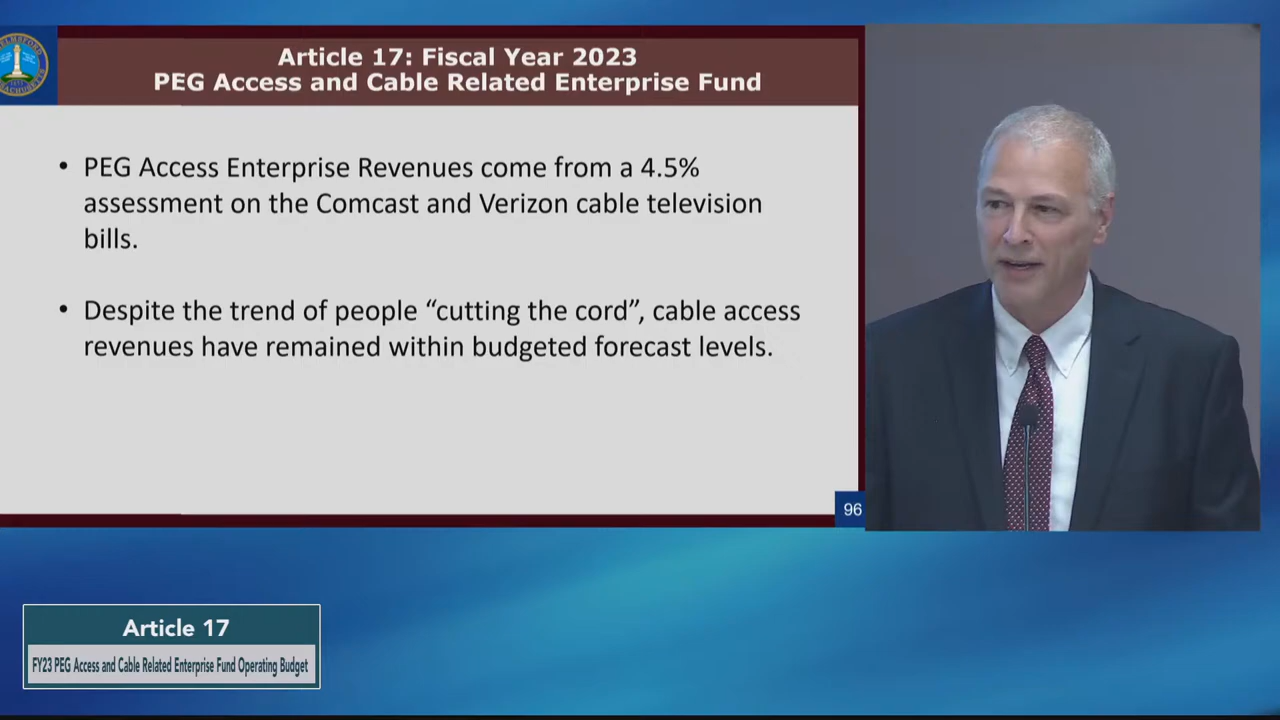 Article 17: Fiscal Year 2023
PEG Access and Cable Related Enterprise Fund
• PEG Access Enterprise Revenues come from a 4.5%
assessment on the Comcast and Verizon cable television
bills.
• Despite the trend of people “cutting the cord”, cable access
revenues have remained within budgeted forecast levels.
96
Article 17
FY23 PEG Access and Cable Related Enterprise Fund Operating Budget